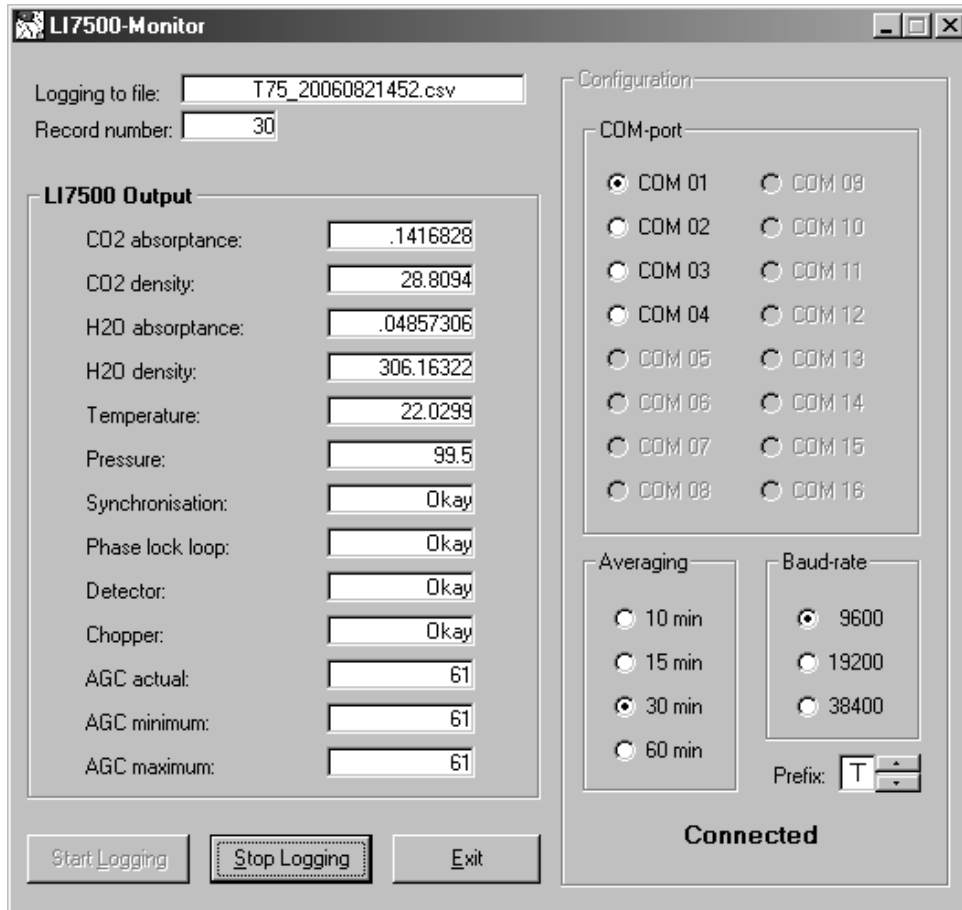 LI7500-Monitor
Logging to file: T75_20060821452.csv
Record number: 30
LI7500 Output
CO2 absorptance: .1416828
CO2 density: 28.8094
H2O absorptance: .04857306
H2O density: 306.16322
Temperature: 22.0299
Pressure: 99.5
Synchronisation: Okay
Phase lock loop: Okay
Detector: Okay
Chopper: Okay
AGC actual: 61
AGC minimum: 61
AGC maximum: 61
Start Logging Stop Logging Exit
Configuration
COM-port
COM 01 COM 09
COM 02 COM 10
COM 03 COM 11
COM 04 COM 12
COM 05 COM 13
COM 06 COM 14
COM 07 COM 15
COM 08 COM 16
Averaging
10 min
15 min
30 min
60 min
Baud-rate
9600
19200
38400
Prefix: T
Connected